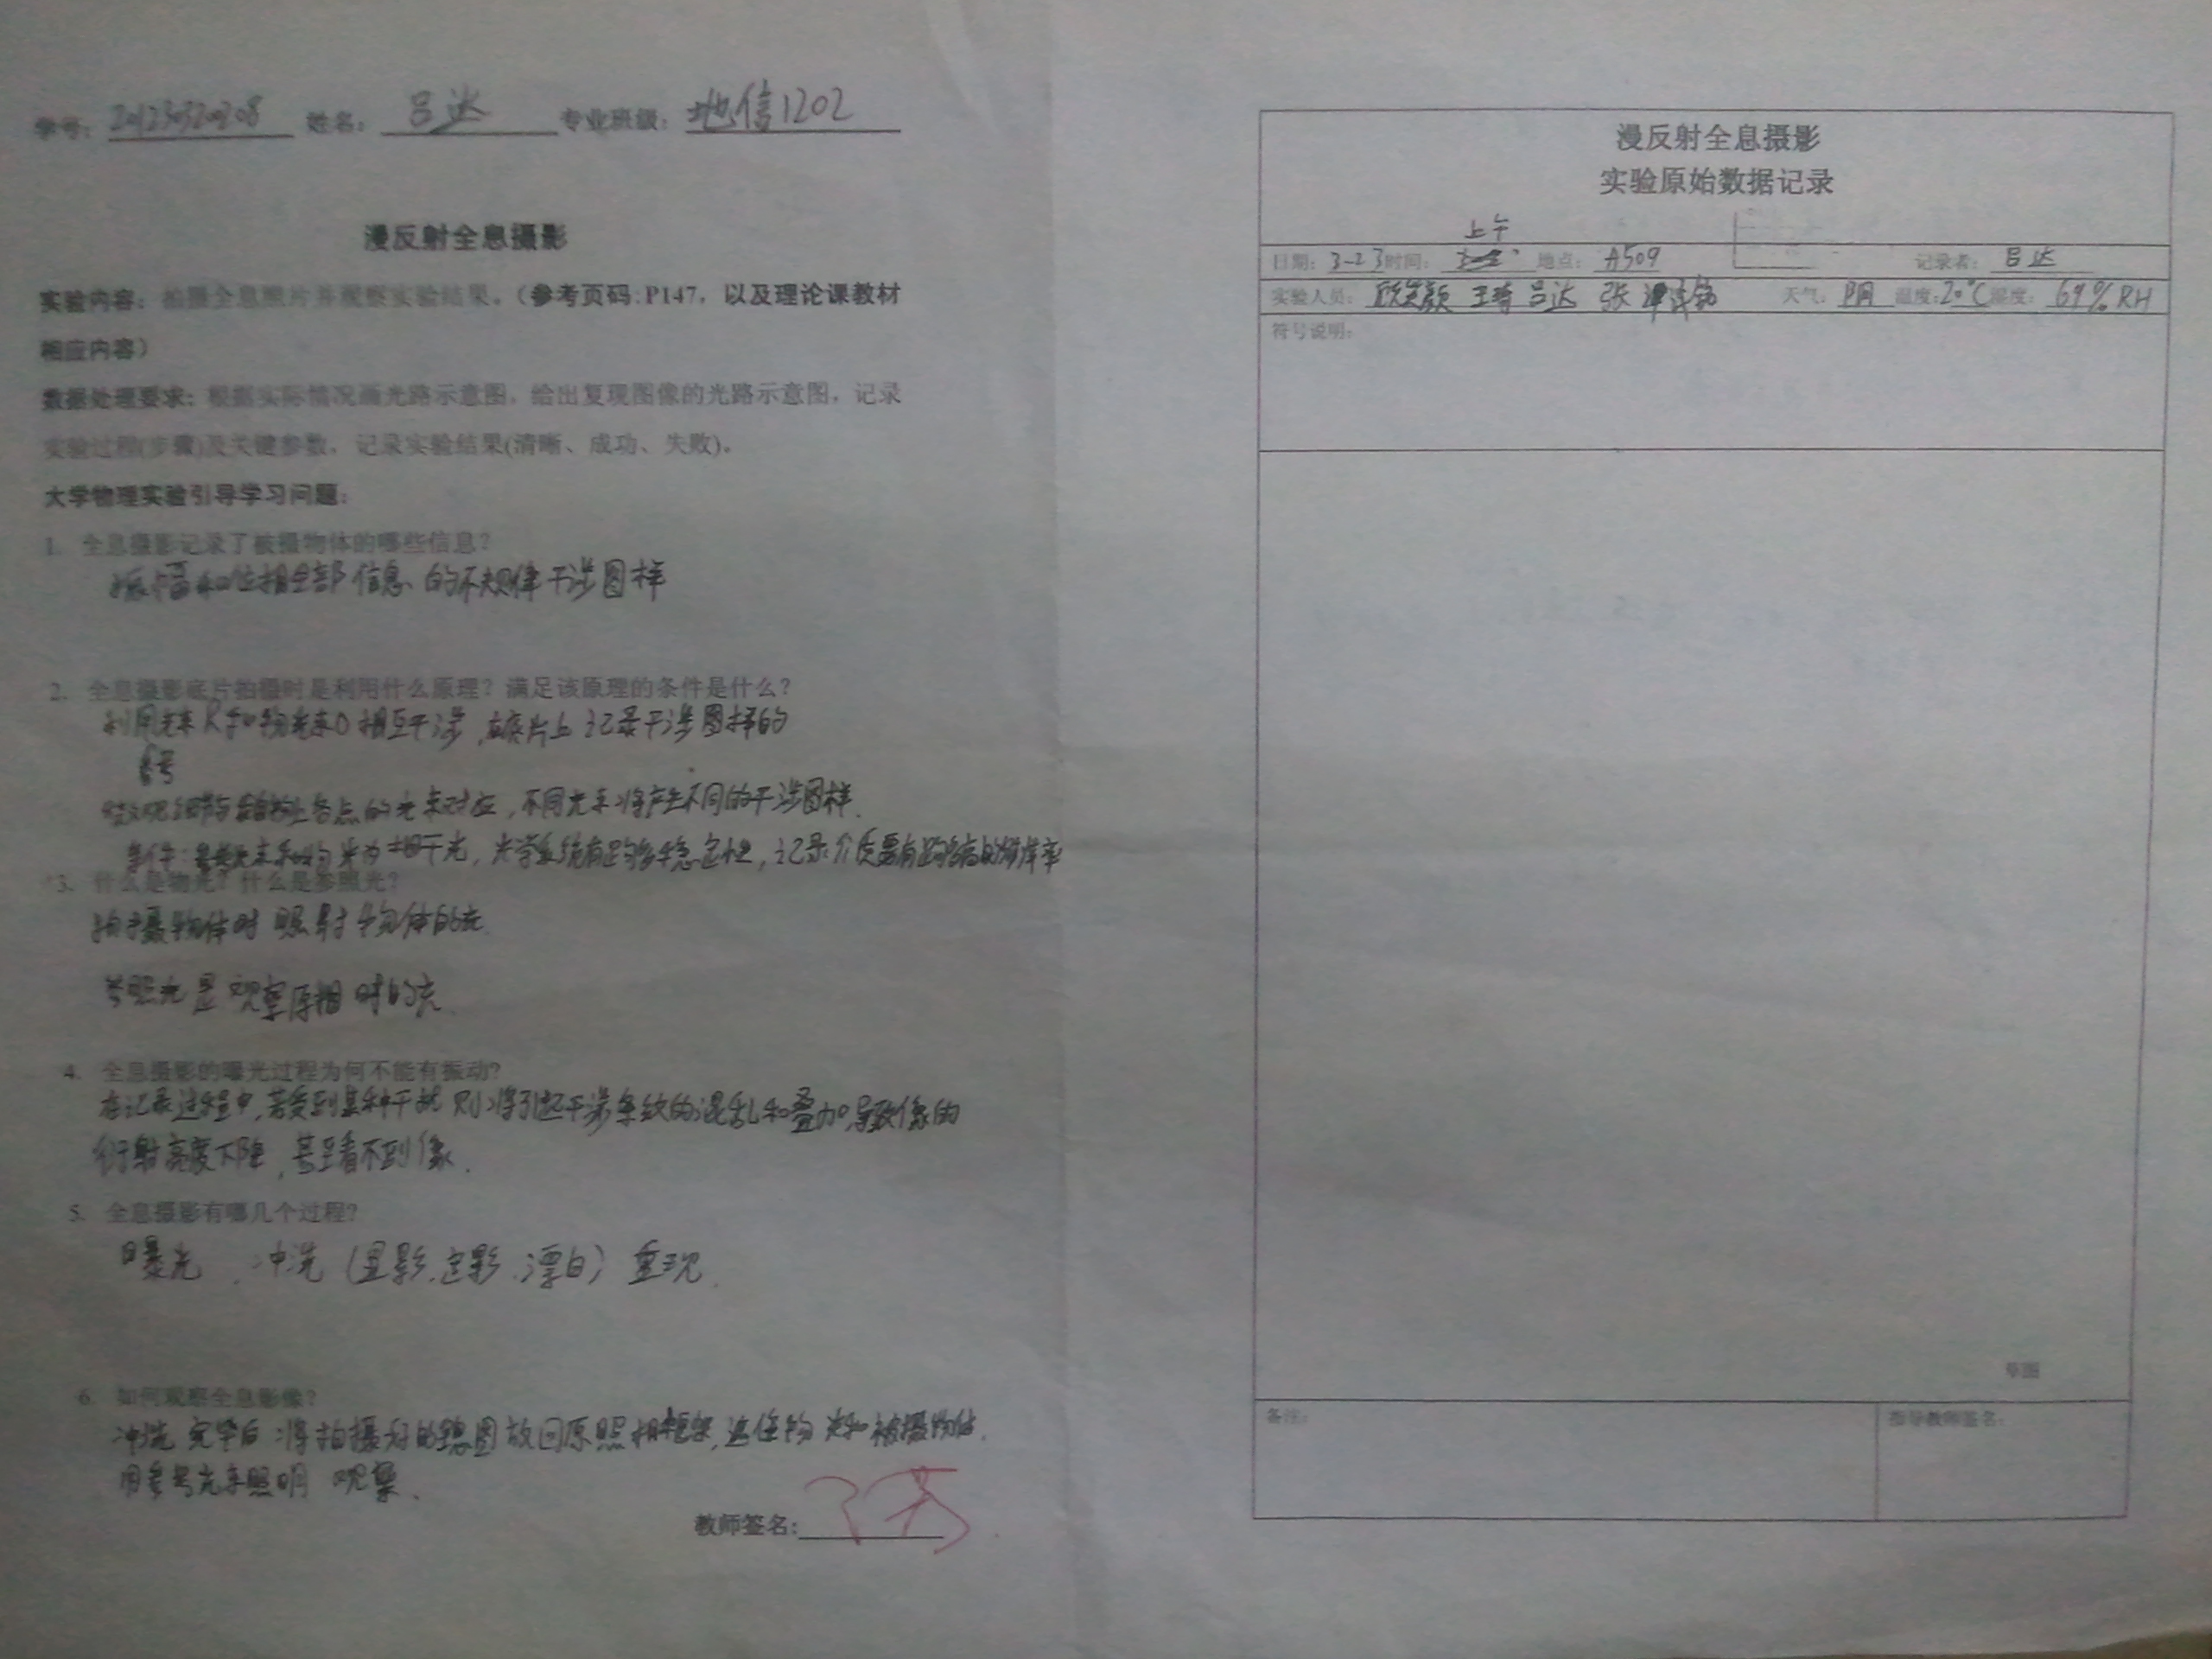 学号: 姓名: 吕达 专业班级: 地信1202
漫反射全息摄影
实验内容: 拍摄全息照片并观察实验结果。(参考页码:P147, 以及理论课教材
相应内容)
数据处理要求: 根据实际情况画光路示意图, 给出复现图像的光路示意图, 记录
实验过程(步骤)及关键参数, 记录实验结果(清晰、成功、失败)。
大学物理实验引导学习问题:
1. 全息摄影记录了被摄物体的哪些信息?
振幅和位相全部信息的不规律干涉图样
2. 全息摄影底片拍摄时是利用什么原理? 满足该原理的条件是什么?
利用光束R和物光束O相互干涉,在底片上记录干涉图样的
各点的光束对应,不同光束将产生不同的干涉图样.
条件: 为相干光, 光学系统有足够多稳定性, 记录介质要有足够高的
3. 什么是物光? 什么是参照光?
拍摄物体时照射物体的光.
参照光是观察原相时的光.
4. 全息摄影的曝光过程为何不能有振动?
在记录过程中,若受到某种干扰则将引起干涉条纹的混乱和叠加,导致像的
衍射亮度下降,甚至看不到像.
5. 全息摄影有哪几个过程?
曝光、冲洗(显影.定影.漂白)重现.
6. 如何观察全息影像?
冲洗完毕后将拍摄好的 图放回原照相框架,遮住物光和被摄物体.
用参考光束照明 观察.
教师签名:
漫反射全息摄影
实验原始数据记录
上午
日期: 3-23 时间: 地点: A509 记录者: 吕达
实验人员: 王琦 吕达 张 天气: 阴 温度: 20℃ 湿度: 69%RH
符号说明:
草图
备注: 指导教师签名: